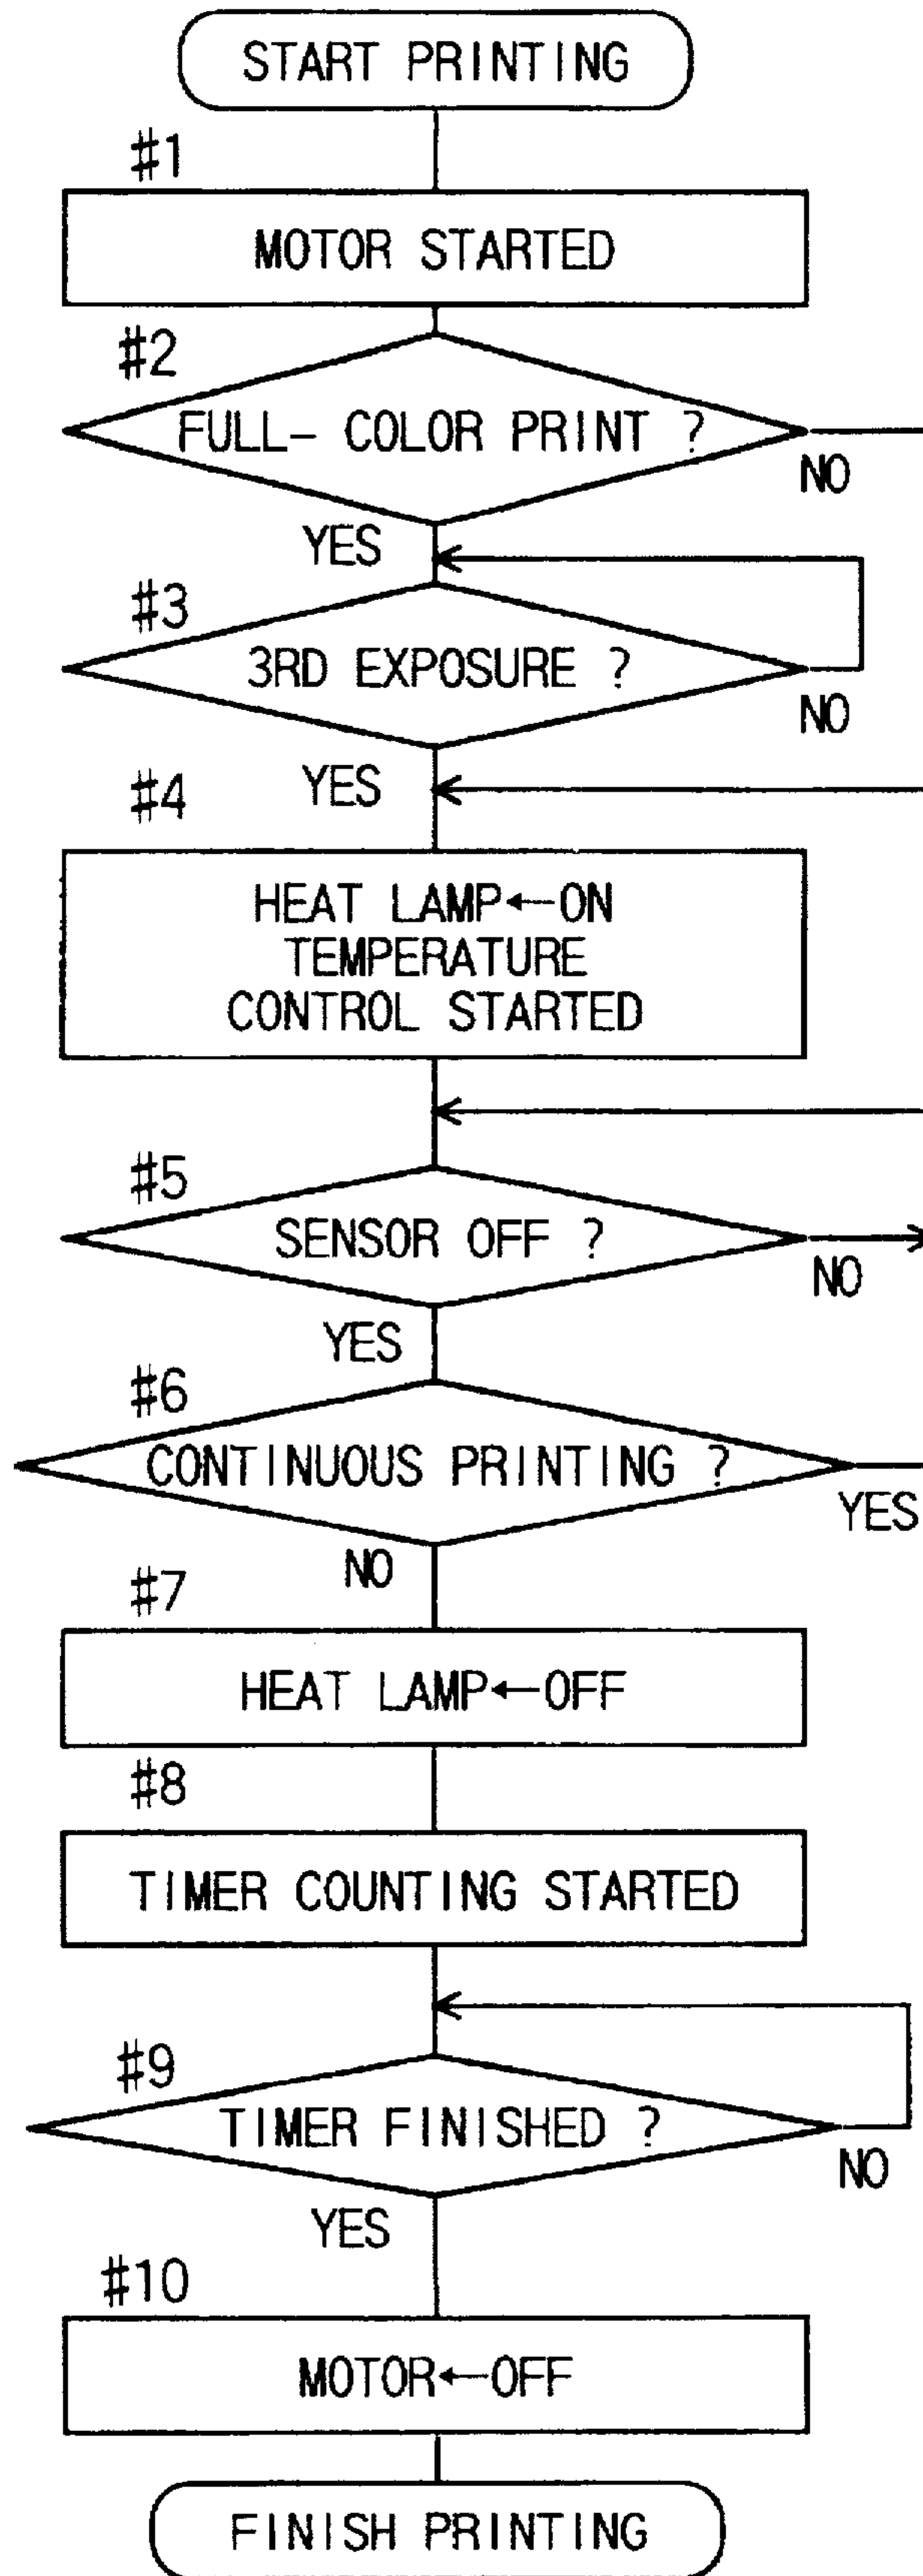 START PRINTING
#1
MOTOR STARTED
#2
FULL- COLOR PRINT ?
NO
YES
#3
3RD EXPOSURE ?
NO
YES
#4
HEAT LAMP←ON
TEMPERATURE
CONTROL STARTED
#5
SENSOR OFF ?
NO
YES
#6
CONTINUOUS PRINTING ?
YES
NO
#7
HEAT LAMP←OFF
#8
TIMER COUNTING STARTED
#9
TIMER FINISHED ?
NO
YES
#10
MOTOR←OFF
FINISH PRINTING